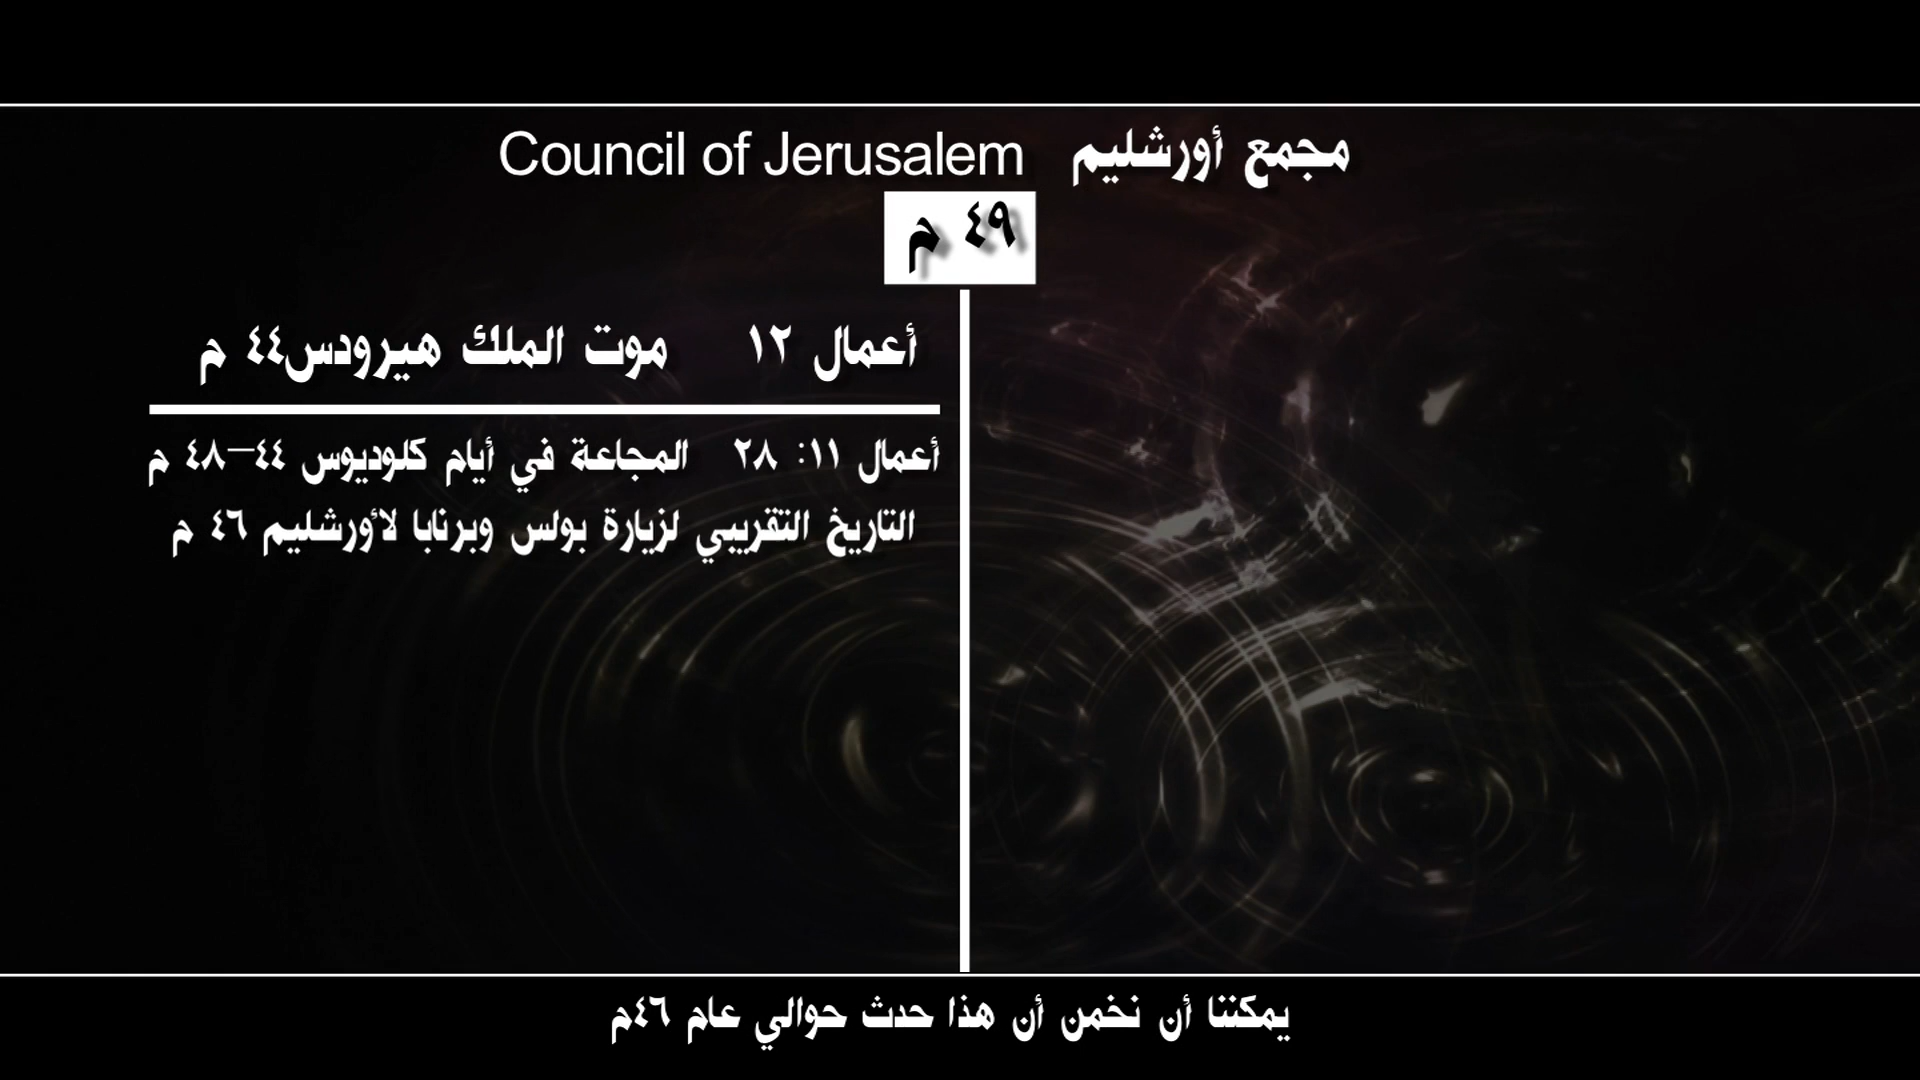 مجمع أورشليم Council of Jerusalem
٤٩ م
أعمال ١٢ موت الملك هيرودس٤٤ م
أعمال ١١: ٢٨ المجاعة في أيام كلوديوس ٤٤–٤٨ م
التاريخ التقريبي لزيارة بولس وبرنابا لأورشليم ٤٦ م
يمكننا أن نخمن أن هذا حدث حوالي عام ٤٦م